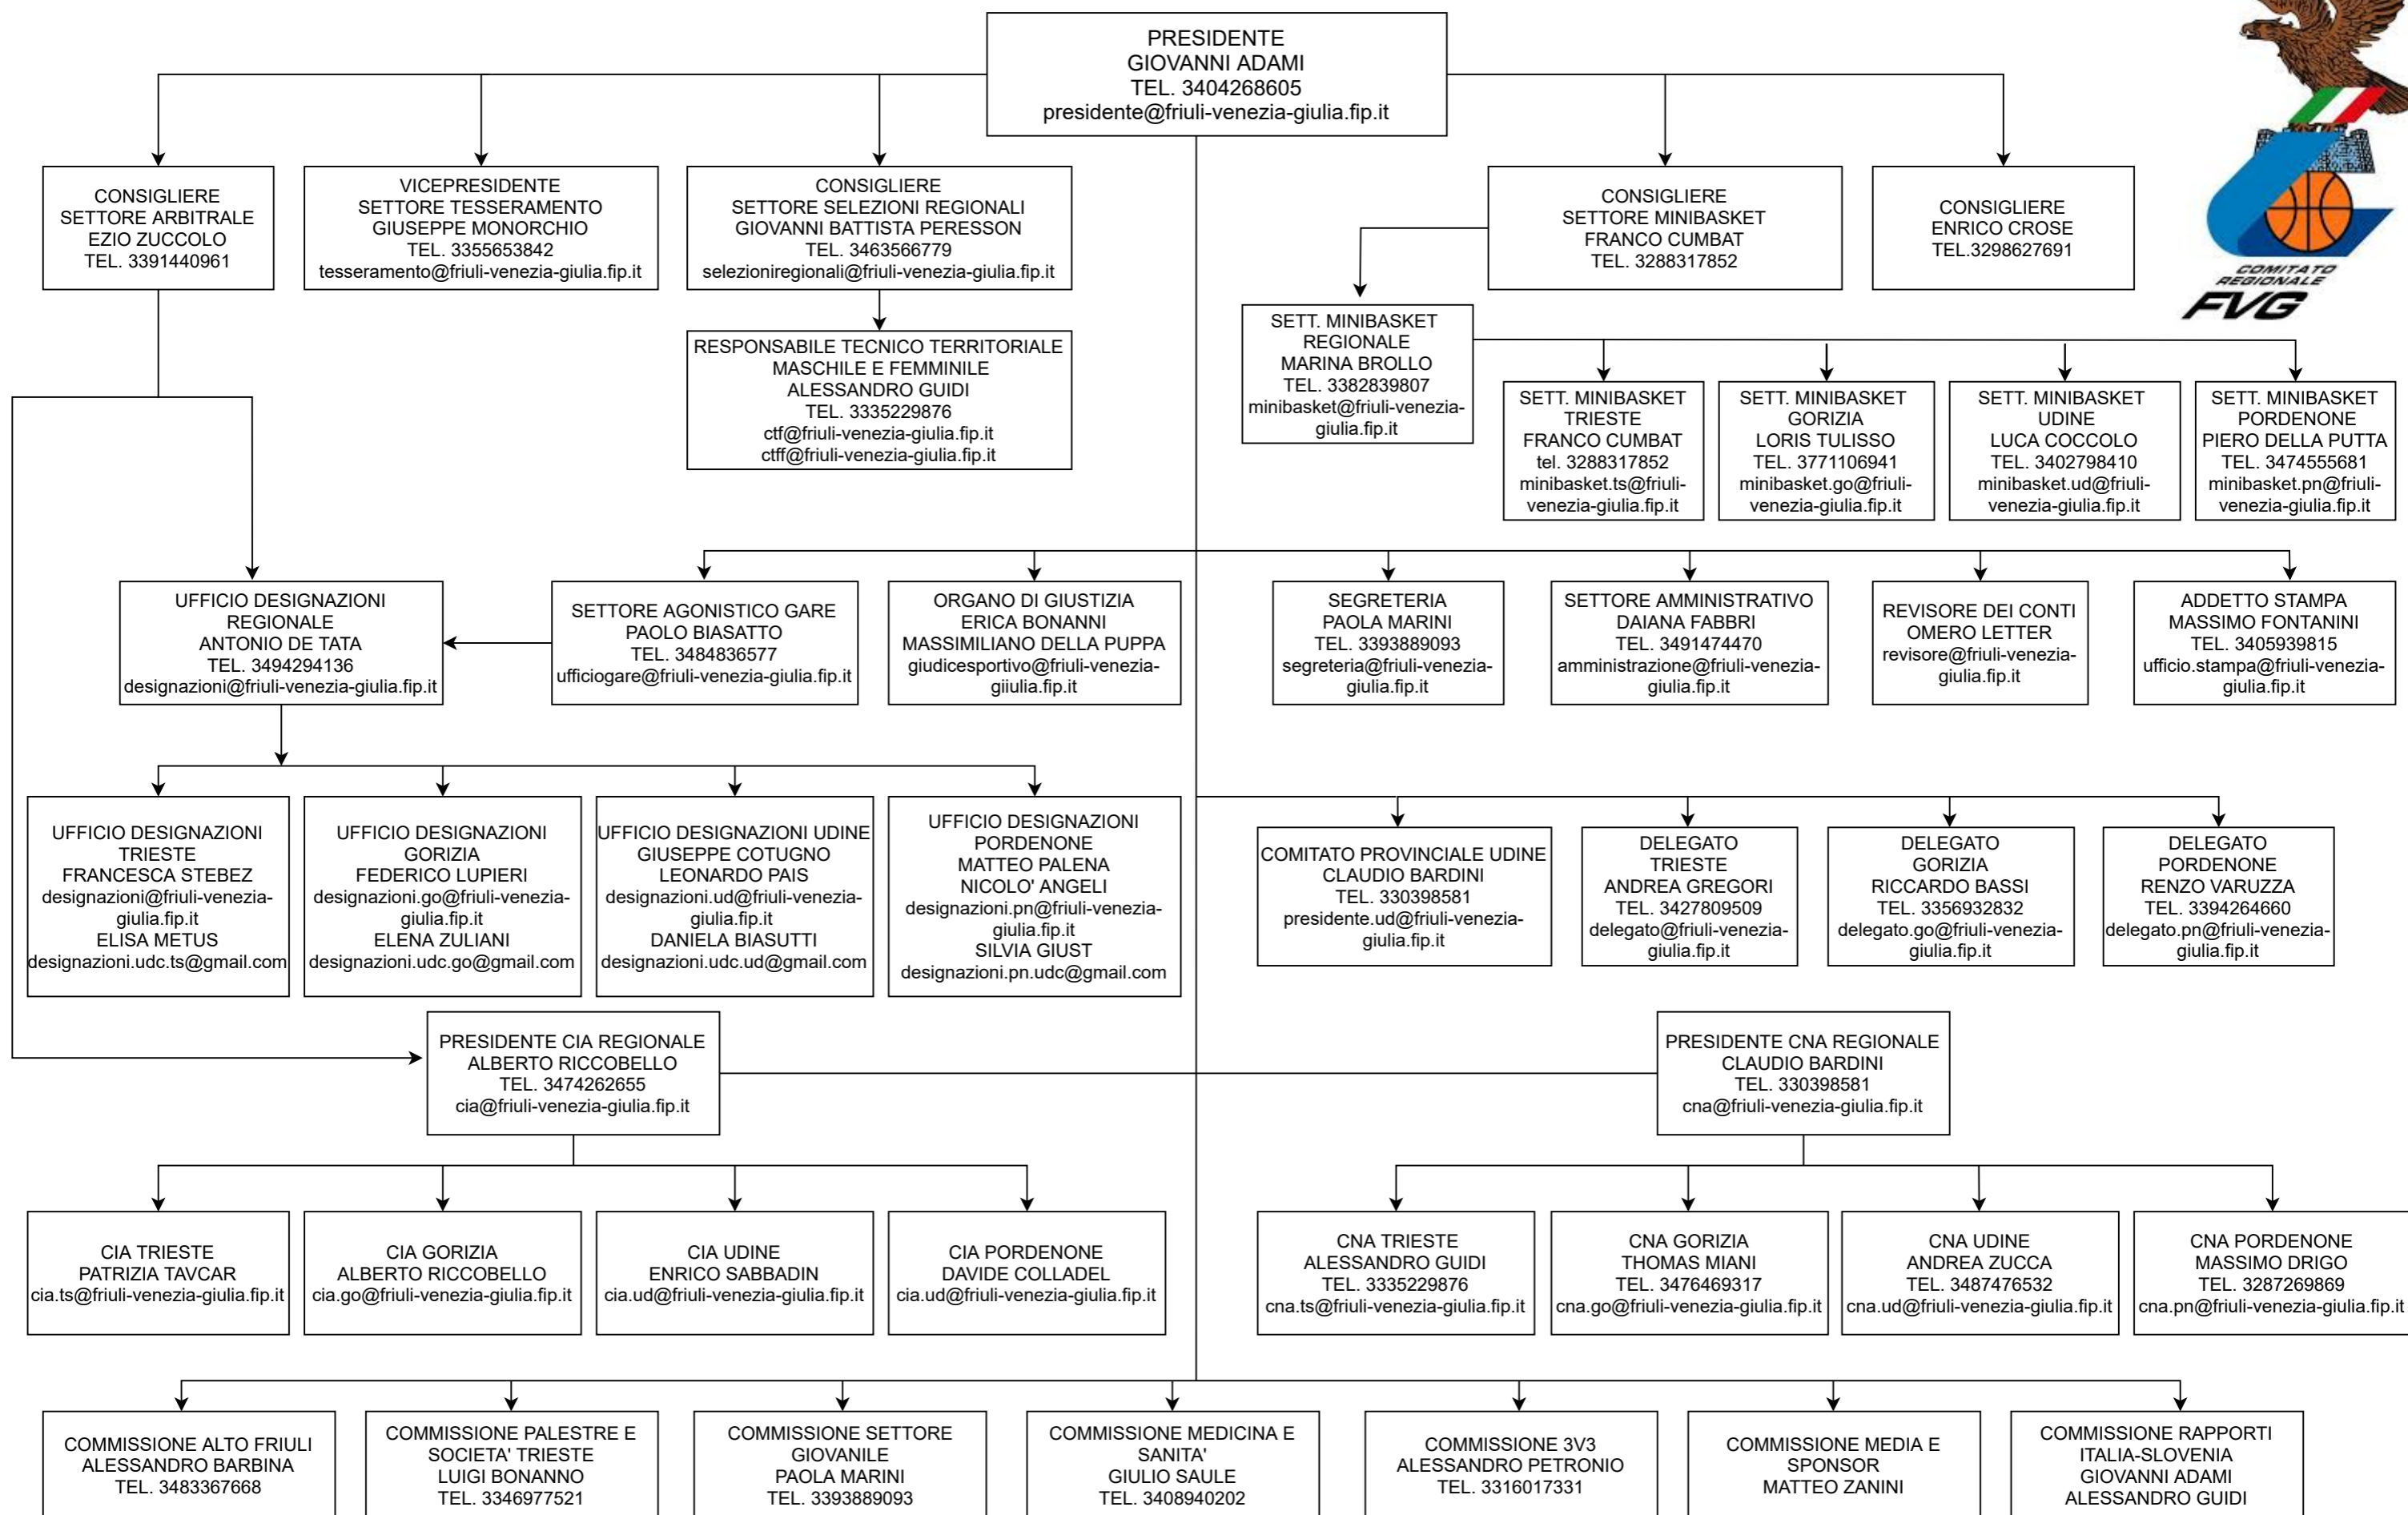 PRESIDENTE
GIOVANNI ADAMI
TEL. 3404268605
presidente@friuli-venezia-giulia.fip.it
COMITATO
REGIONALE
FVG
CONSIGLIERE
SETTORE ARBITRALE
EZIO ZUCCOLO
TEL. 3391440961
VICEPRESIDENTE
SETTORE TESSERAMENTO
GIUSEPPE MONORCHIO
TEL. 3355653842
tesseramento@friuli-venezia-giulia.fip.it
CONSIGLIERE
SETTORE SELEZIONI REGIONALI
GIOVANNI BATTISTA PERESSON
TEL. 3463566779
selezioniregionali@friuli-venezia-giulia.fip.it
CONSIGLIERE
SETTORE MINIBASKET
FRANCO CUMBAT
TEL. 3288317852
CONSIGLIERE
ENRICO CROSE
TEL.3298627691
RESPONSABILE TECNICO TERRITORIALE
MASCHILE E FEMMINILE
ALESSANDRO GUIDI
TEL. 3335229876
ctf@friuli-venezia-giulia.fip.it
ctff@friuli-venezia-giulia.fip.it
SETT. MINIBASKET
REGIONALE
MARINA BROLLO
TEL. 3382839807
minibasket@friuli-venezia-
giulia.fip.it
SETT. MINIBASKET
TRIESTE
FRANCO CUMBAT
tel. 3288317852
minibasket.ts@friuli-
venezia-giulia.fip.it
SETT. MINIBASKET
GORIZIA
LORIS TULISSO
TEL. 3771106941
minibasket.go@friuli-
venezia-giulia.fip.it
SETT. MINIBASKET
UDINE
LUCA COCCOLO
TEL. 3402798410
minibasket.ud@friuli-
venezia-giulia.fip.it
SETT. MINIBASKET
PORDENONE
PIERO DELLA PUTTA
TEL. 3474555681
minibasket.pn@friuli-
venezia-giulia.fip.it
UFFICIO DESIGNAZIONI
REGIONALE
ANTONIO DE TATA
TEL. 3494294136
designazioni@friuli-venezia-giulia.fip.it
SETTORE AGONISTICO GARE
PAOLO BIASATTO
TEL. 3484836577
ufficiogare@friuli-venezia-giulia.fip.it
ORGANO DI GIUSTIZIA
ERICA BONANNI
MASSIMILIANO DELLA PUPPA
giudicesportivo@friuli-venezia-
giiulia.fip.it
SEGRETERIA
PAOLA MARINI
TEL. 3393889093
segreteria@friuli-venezia-
giulia.fip.it
SETTORE AMMINISTRATIVO
DAIANA FABBRI
TEL. 3491474470
amministrazione@friuli-venezia-
giulia.fip.it
REVISORE DEI CONTI
OMERO LETTER
revisore@friuli-venezia-
giulia.fip.it
ADDETTO STAMPA
MASSIMO FONTANINI
TEL. 3405939815
ufficio.stampa@friuli-venezia-
giulia.fip.it
UFFICIO DESIGNAZIONI
TRIESTE
FRANCESCA STEBEZ
designazioni@friuli-venezia-
giulia.fip.it
ELISA METUS
designazioni.udc.ts@gmail.com
UFFICIO DESIGNAZIONI
GORIZIA
FEDERICO LUPIERI
designazioni.go@friuli-venezia-
giulia.fip.it
ELENA ZULIANI
designazioni.udc.go@gmail.com
UFFICIO DESIGNAZIONI UDINE
GIUSEPPE COTUGNO
LEONARDO PAIS
designazioni.ud@friuli-venezia-
giulia.fip.it
DANIELA BIASUTTI
designazioni.udc.ud@gmail.com
UFFICIO DESIGNAZIONI
PORDENONE
MATTEO PALENA
NICOLO' ANGELI
designazioni.pn@friuli-venezia-
giulia.fip.it
SILVIA GIUST
designazioni.pn.udc@gmail.com
COMITATO PROVINCIALE UDINE
CLAUDIO BARDINI
TEL. 330398581
presidente.ud@friuli-venezia-
giulia.fip.it
DELEGATO
TRIESTE
ANDREA GREGORI
TEL. 3427809509
delegato@friuli-venezia-
giulia.fip.it
DELEGATO
GORIZIA
RICCARDO BASSI
TEL. 3356932832
delegato.go@friuli-venezia-
giulia.fip.it
DELEGATO
PORDENONE
RENZO VARUZZA
TEL. 3394264660
delegato.pn@friuli-venezia-
giulia.fip.it
PRESIDENTE CIA REGIONALE
ALBERTO RICCOBELLO
TEL. 3474262655
cia@friuli-venezia-giulia.fip.it
PRESIDENTE CNA REGIONALE
CLAUDIO BARDINI
TEL. 330398581
cna@friuli-venezia-giulia.fip.it
CIA TRIESTE
PATRIZIA TAVCAR
cia.ts@friuli-venezia-giulia.fip.it
CIA GORIZIA
ALBERTO RICCOBELLO
cia.go@friuli-venezia-giulia.fip.it
CIA UDINE
ENRICO SABBADIN
cia.ud@friuli-venezia-giulia.fip.it
CIA PORDENONE
DAVIDE COLLADEL
cia.ud@friuli-venezia-giulia.fip.it
CNA TRIESTE
ALESSANDRO GUIDI
TEL. 3335229876
cna.ts@friuli-venezia-giulia.fip.it
CNA GORIZIA
THOMAS MIANI
TEL. 3476469317
cna.go@friuli-venezia-giulia.fip.it
CNA UDINE
ANDREA ZUCCA
TEL. 3487476532
cna.ud@friuli-venezia-giulia.fip.it
CNA PORDENONE
MASSIMO DRIGO
TEL. 3287269869
cna.pn@friuli-venezia-giulia.fip.it
COMMISSIONE ALTO FRIULI
ALESSANDRO BARBINA
TEL. 3483367668
COMMISSIONE PALESTRE E
SOCIETA' TRIESTE
LUIGI BONANNO
TEL. 3346977521
COMMISSIONE SETTORE
GIOVANILE
PAOLA MARINI
TEL. 3393889093
COMMISSIONE MEDICINA E
SANITA'
GIULIO SAULE
TEL. 3408940202
COMMISSIONE 3V3
ALESSANDRO PETRONIO
TEL. 3316017331
COMMISSIONE MEDIA E
SPONSOR
MATTEO ZANINI
COMMISSIONE RAPPORTI
ITALIA-SLOVENIA
GIOVANNI ADAMI
ALESSANDRO GUIDI